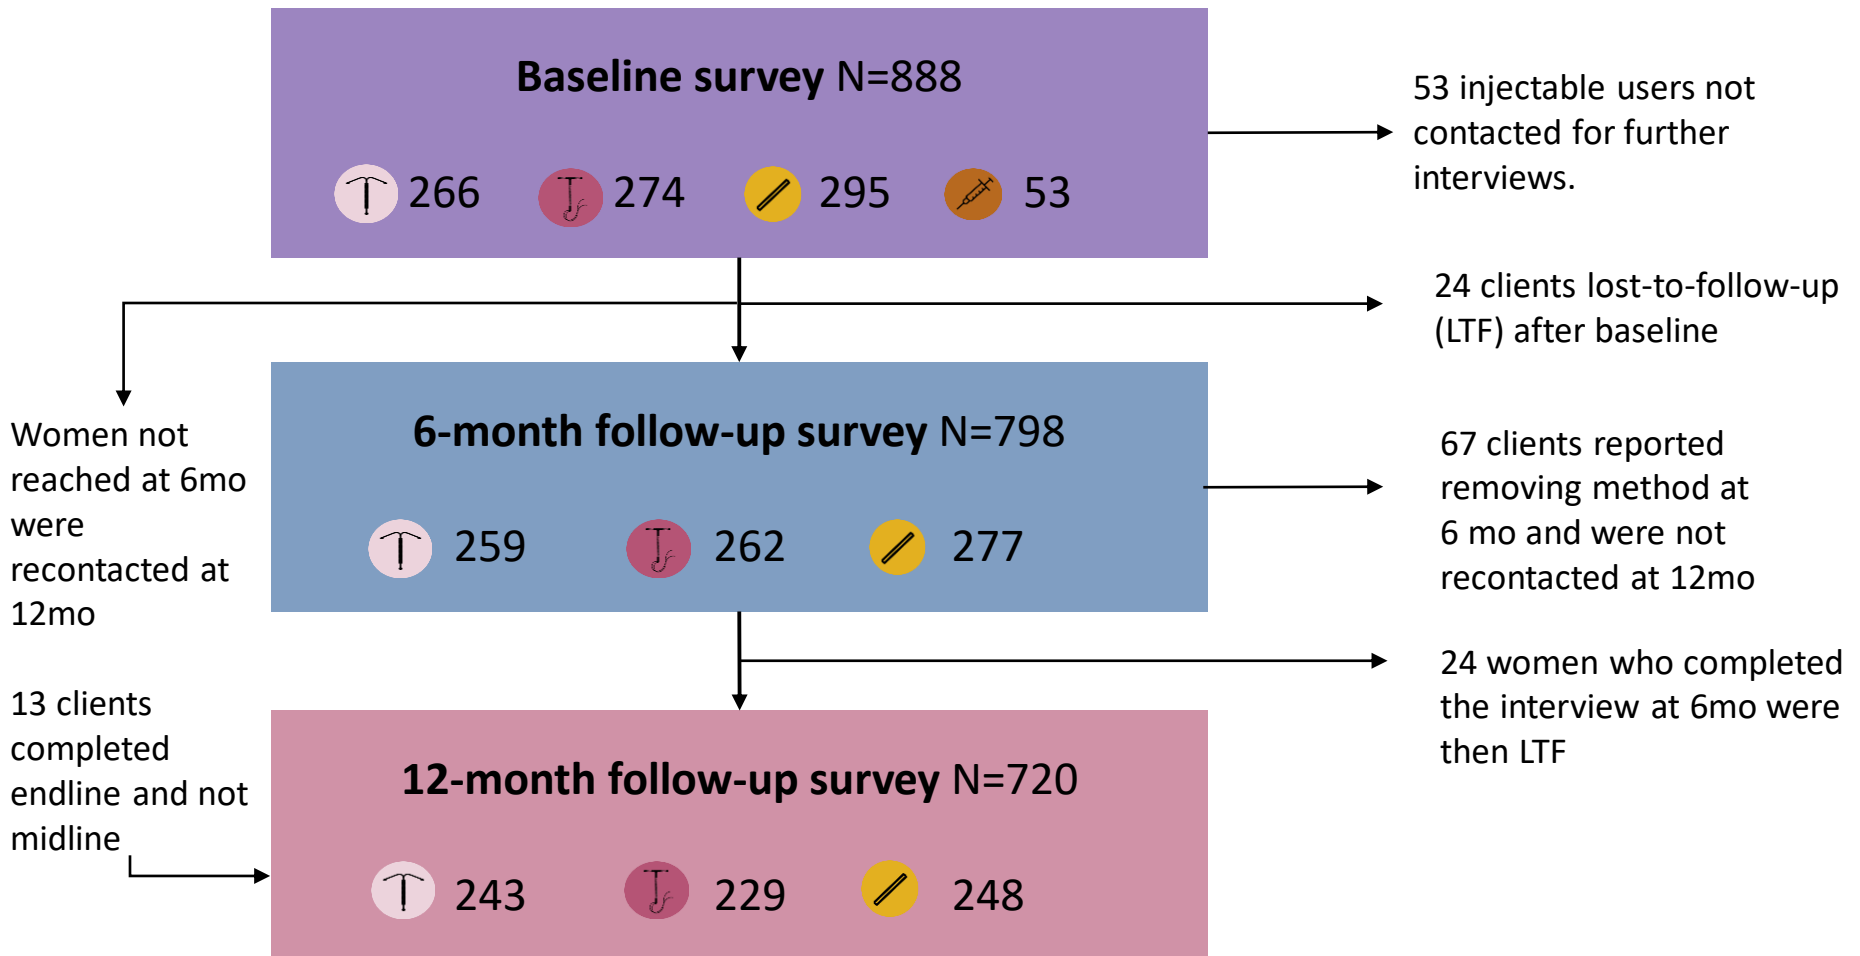 Baseline survey N=888
266 274 295 53
53 injectable users not
contacted for further
interviews.
24 clients lost-to-follow-up
(LTF) after baseline
Women not
reached at 6mo
were
recontacted at
12mo
6-month follow-up survey N=798
259 262 277
67 clients reported
removing method at
6 mo and were not
recontacted at 12mo
24 women who completed
the interview at 6mo were
then LTF
13 clients
completed
endline and not
midline
12-month follow-up survey N=720
243 229 248